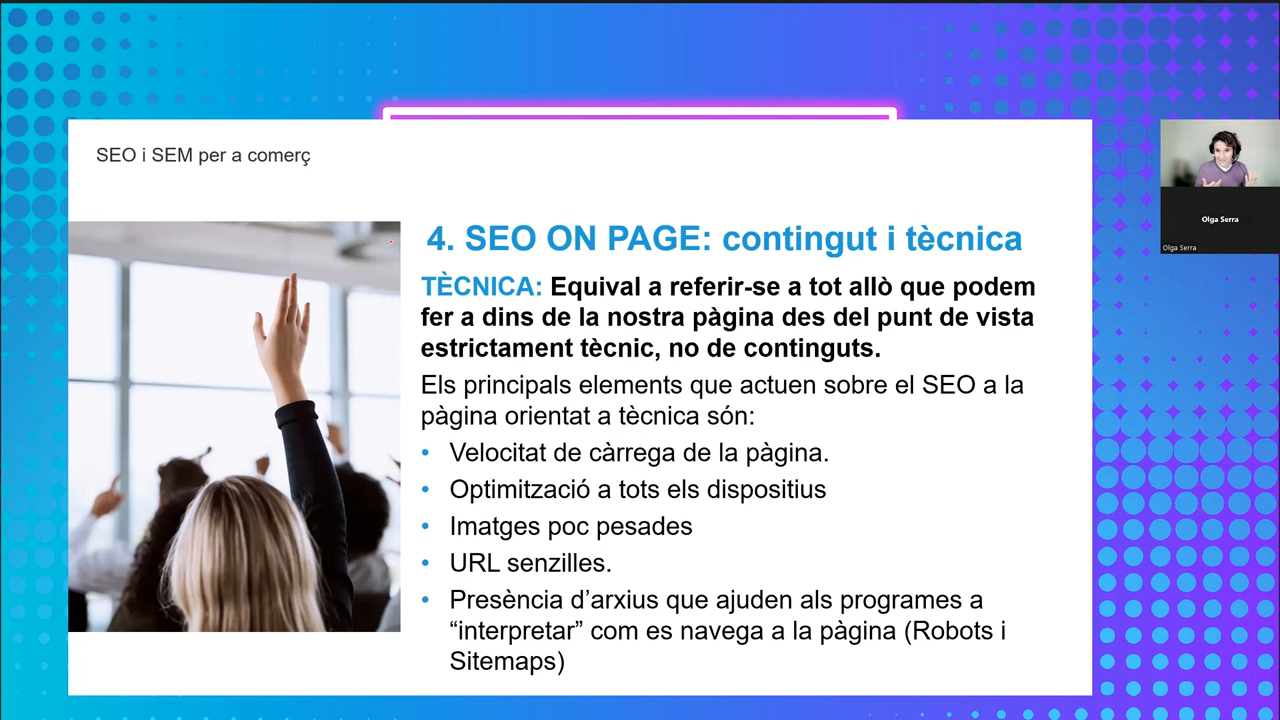 SEO i SEM per a comerç
4. SEO ON PAGE: contingut i tècnica
TÈCNICA: Equival a referir-se a tot allò que podem
fer a dins de la nostra pàgina des del punt de vista
estrictament tècnic, no de continguts.
Els principals elements que actuen sobre el SEO a la
pàgina orientat a tècnica són:
• Velocitat de càrrega de la pàgina.
• Optimització a tots els dispositius
• Imatges poc pesades
• URL senzilles.
• Presència d’arxius que ajuden als programes a
“interpretar” com es navega a la pàgina (Robots i
Sitemaps)
Olga Serra
Olga Serra